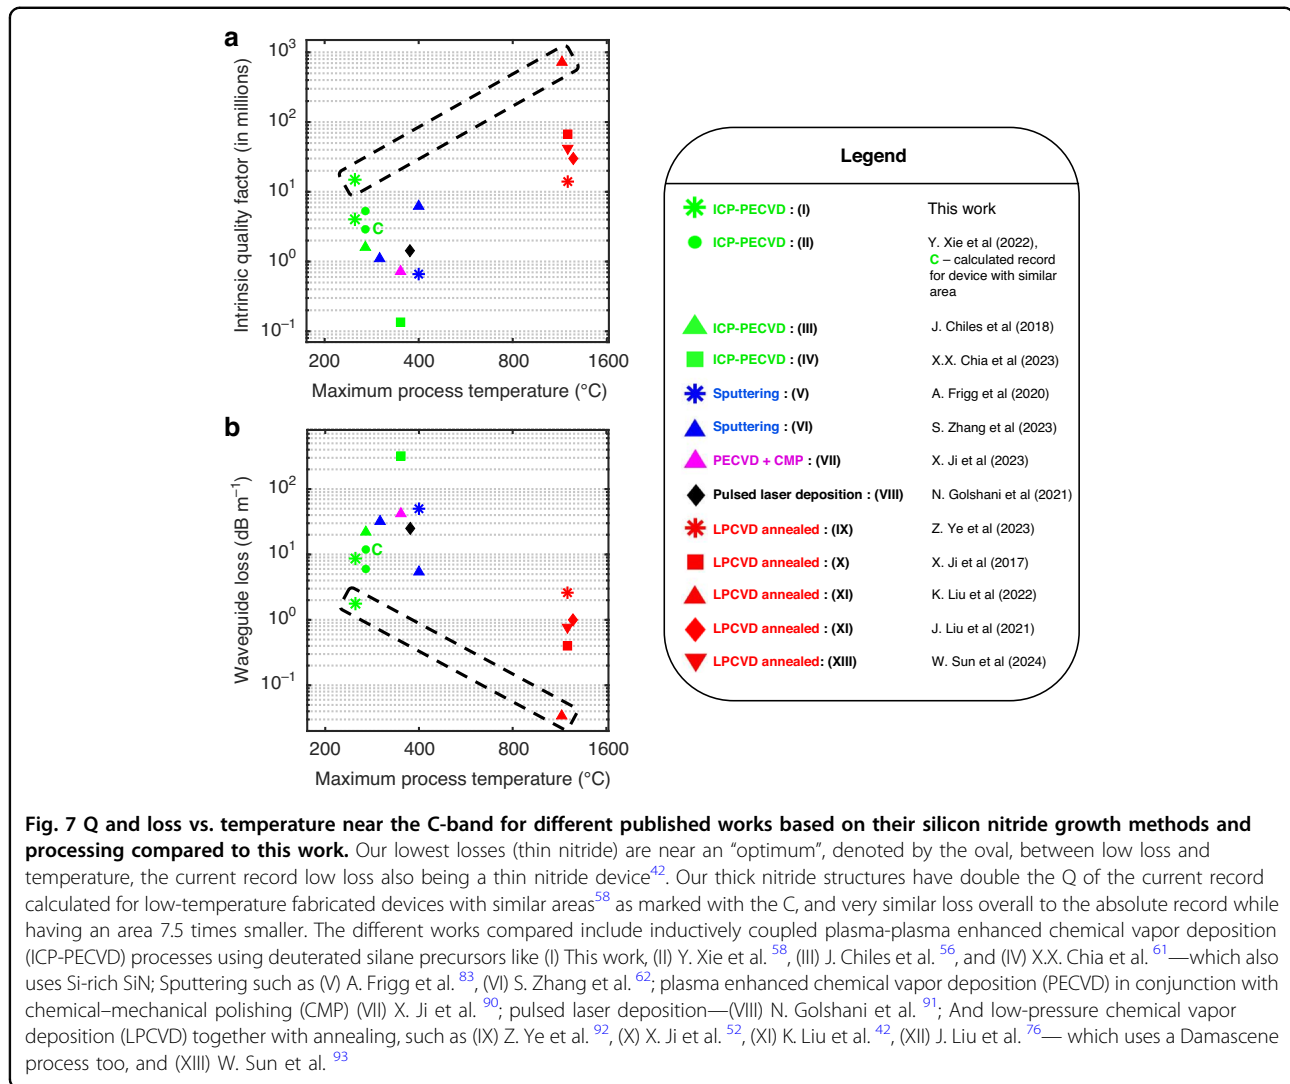 a
10³
10²
10¹
10⁰
10⁻¹
Intrinsic quality factor (in millions)
200 400 800 1600
Maximum process temperature (°C)
C
b
10²
10¹
10⁰
10⁻¹
Waveguide loss (dB m⁻¹)
200 400 800 1600
Maximum process temperature (°C)
C
Legend
ICP-PECVD : (I) This work
ICP-PECVD : (II) Y. Xie et al (2022),
C – calculated record
for device with similar
area
ICP-PECVD : (III) J. Chiles et al (2018)
ICP-PECVD : (IV) X.X. Chia et al (2023)
Sputtering : (V) A. Frigg et al (2020)
Sputtering : (VI) S. Zhang et al (2023)
PECVD + CMP : (VII) X. Ji et al (2023)
Pulsed laser deposition : (VIII) N. Golshani et al (2021)
LPCVD annealed : (IX) Z. Ye et al (2023)
LPCVD annealed : (X) X. Ji et al (2017)
LPCVD annealed : (XI) K. Liu et al (2022)
LPCVD annealed : (XI) J. Liu et al (2021)
LPCVD annealed: (XIII) W. Sun et al (2024)
Fig. 7 Q and loss vs. temperature near the C-band for different published works based on their silicon nitride growth methods and
processing compared to this work. Our lowest losses (thin nitride) are near an “optimum”, denoted by the oval, between low loss and
temperature, the current record low loss also being a thin nitride device⁴². Our thick nitride structures have double the Q of the current record
calculated for low-temperature fabricated devices with similar areas⁵⁸ as marked with the C, and very similar loss overall to the absolute record while
having an area 7.5 times smaller. The different works compared include inductively coupled plasma-plasma enhanced chemical vapor deposition
(ICP-PECVD) processes using deuterated silane precursors like (I) This work, (II) Y. Xie et al. ⁵⁸, (III) J. Chiles et al. ⁵⁶, and (IV) X.X. Chia et al. ⁶¹—which also
uses Si-rich SiN; Sputtering such as (V) A. Frigg et al. ⁸³, (VI) S. Zhang et al. ⁶²; plasma enhanced chemical vapor deposition (PECVD) in conjunction with
chemical–mechanical polishing (CMP) (VII) X. Ji et al. ⁹⁰; pulsed laser deposition—(VIII) N. Golshani et al. ⁹¹; And low-pressure chemical vapor
deposition (LPCVD) together with annealing, such as (IX) Z. Ye et al. ⁹², (X) X. Ji et al. ⁵², (XI) K. Liu et al. ⁴², (XII) J. Liu et al. ⁷⁶— which uses a Damascene
process too, and (XIII) W. Sun et al. ⁹³